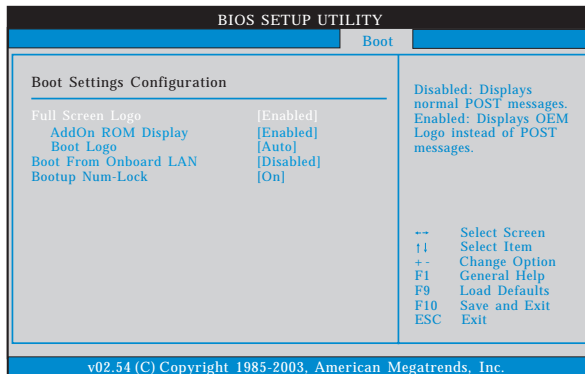 BIOS SETUP UTILITY
Boot
Boot Settings Configuration
Full Screen Logo [Enabled]
AddOn ROM Display [Enabled]
Boot Logo [Auto]
Boot From Onboard LAN [Disabled]
Bootup Num-Lock [On]
Disabled: Displays
normal POST messages.
Enabled: Displays OEM
Logo instead of POST
messages.
←→ Select Screen
↑↓ Select Item
+ - Change Option
F1 General Help
F9 Load Defaults
F10 Save and Exit
ESC Exit
v02.54 (C) Copyright 1985-2003, American Megatrends, Inc.